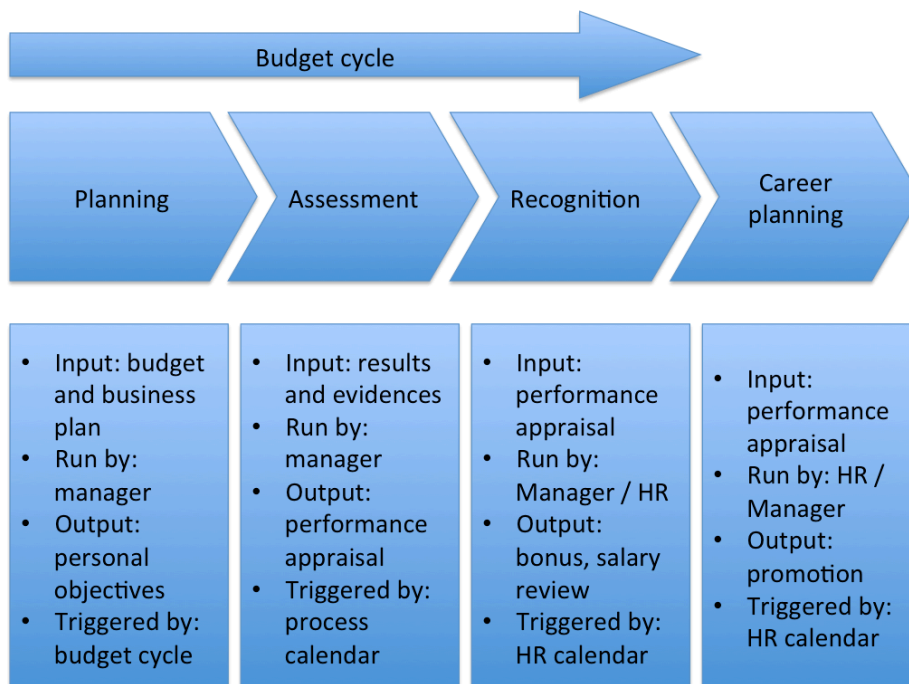 Budget cycle
Planning
Assessment
Recognition
Career
planning
• Input: budget
and business
plan
• Run by:
manager
• Output:
personal
objectives
• Triggered by:
budget cycle
• Input: results
and evidences
• Run by:
manager
• Output:
performance
appraisal
• Triggered by:
process
calendar
• Input:
performance
appraisal
• Run by:
Manager / HR
• Output:
bonus, salary
review
• Triggered by:
HR calendar
• Input:
performance
appraisal
• Run by: HR /
Manager
• Output:
promotion
• Triggered by:
HR calendar